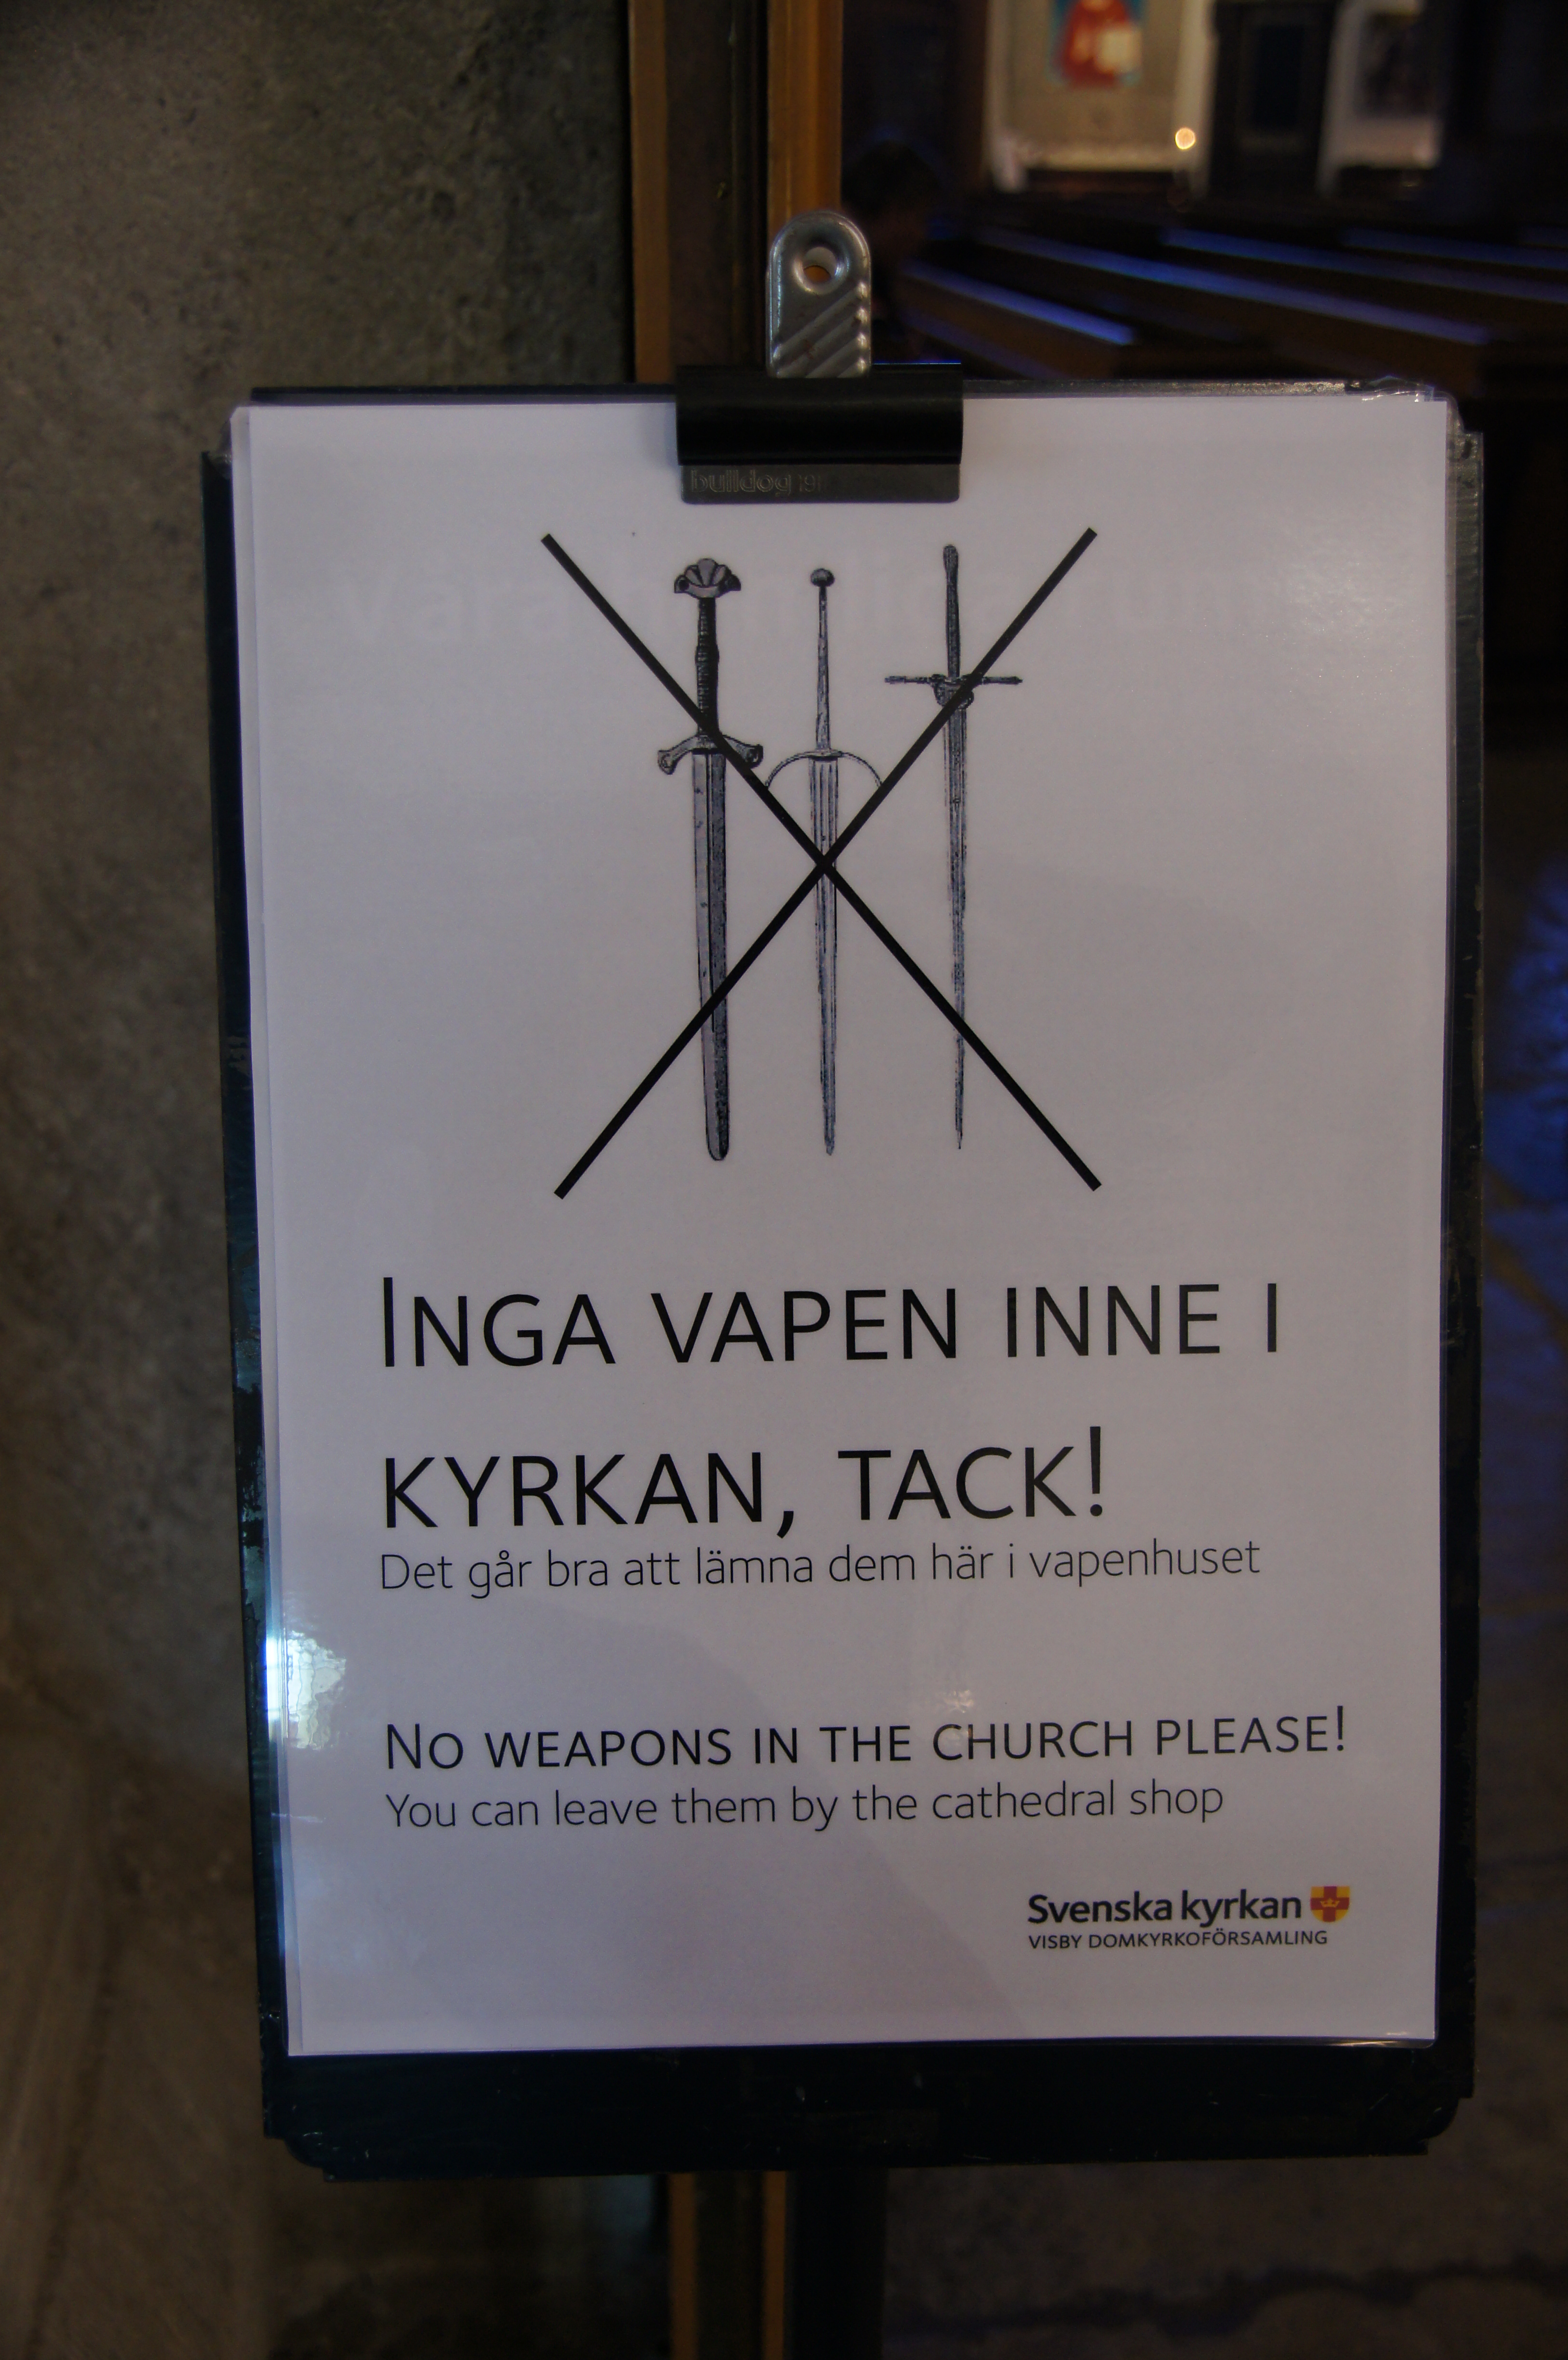 bulldog
INGA VAPEN INNE I
KYRKAN, TACK!
Det går bra att lämna dem här i vapenhuset
NO WEAPONS IN THE CHURCH PLEASE!
You can leave them by the cathedral shop
Svenska kyrkan
VISBY DOMKYRKOFÖRSAMLING